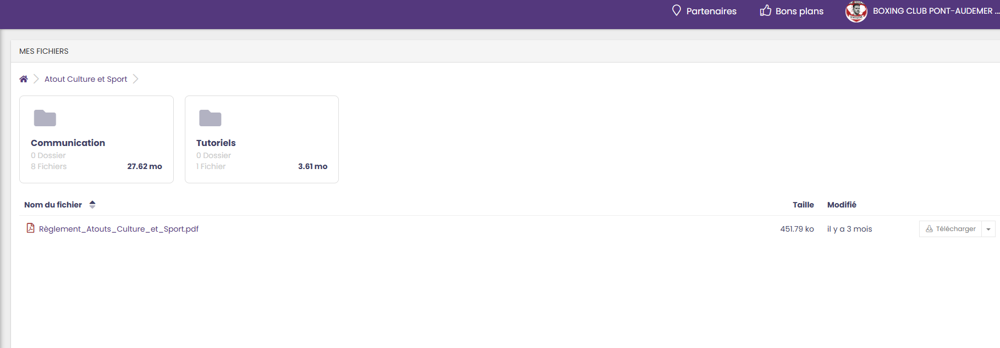 Partenaires
Bons plans
BOXING CLUB PONT-AUDEMER ...
MES FICHIERS
Atout Culture et Sport
Communication
0 Dossier
8 Fichiers
27.62 mo
Tutoriels
0 Dossier
1 Fichier
3.61 mo
Nom du fichier
Taille
Modifié
Règlement_Atouts_Culture_et_Sport.pdf
451.79 ko
il y a 3 mois
Télécharger